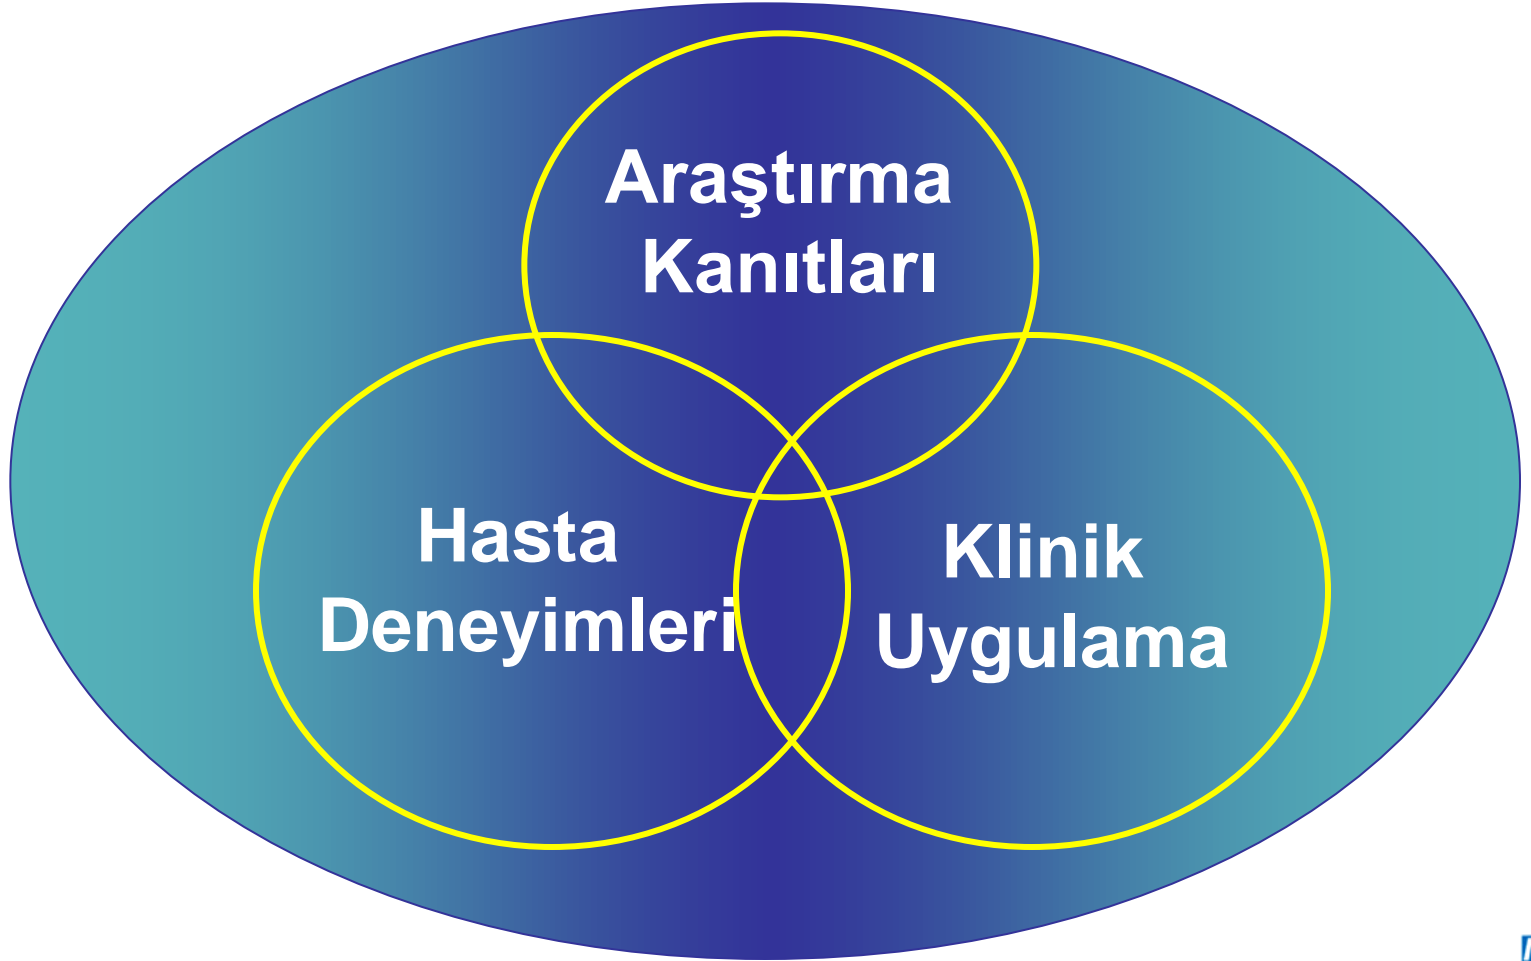 Araştırma
Kanıtları
Hasta
Deneyimleri
Klinik
Uygulama